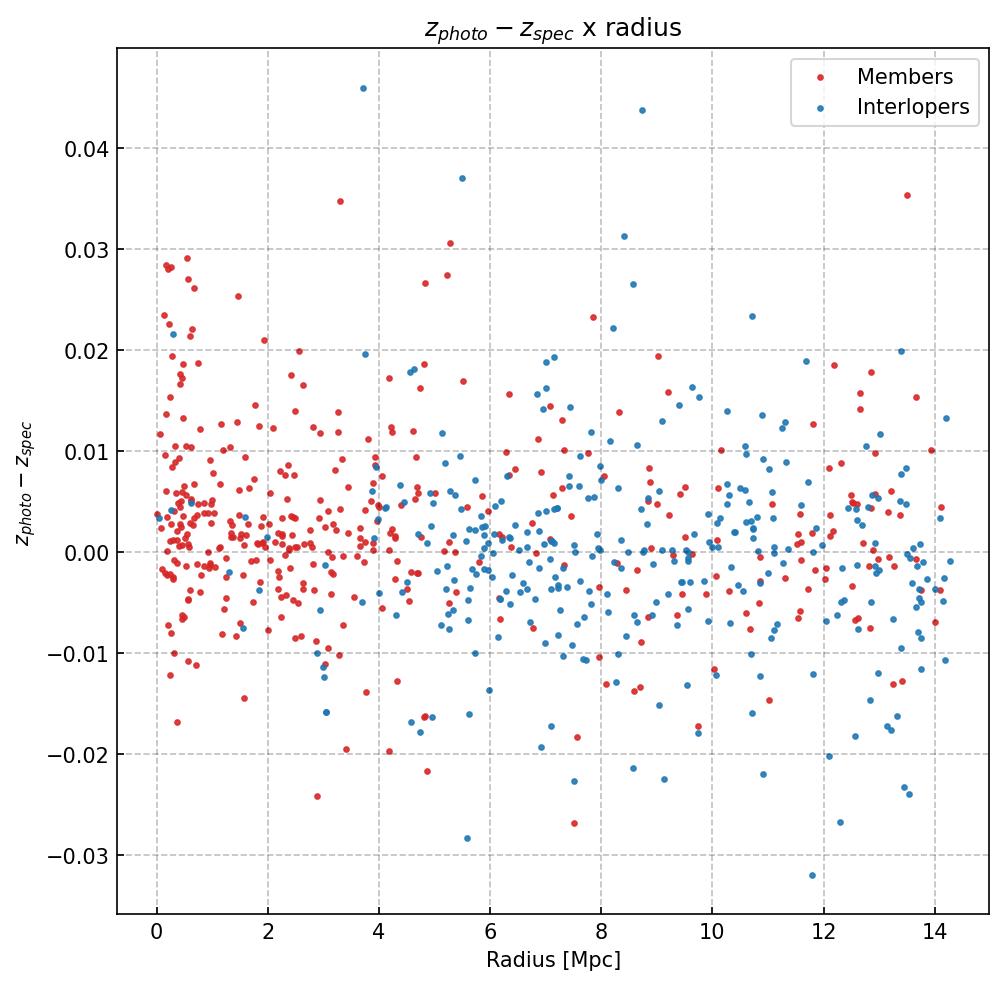 z_photo − z_spec x radius
Members
Interlopers
0.04
0.03
0.02
0.01
0.00
−0.01
−0.02
−0.03
z_photo − z_spec
0 2 4 6 8 10 12 14
Radius [Mpc]